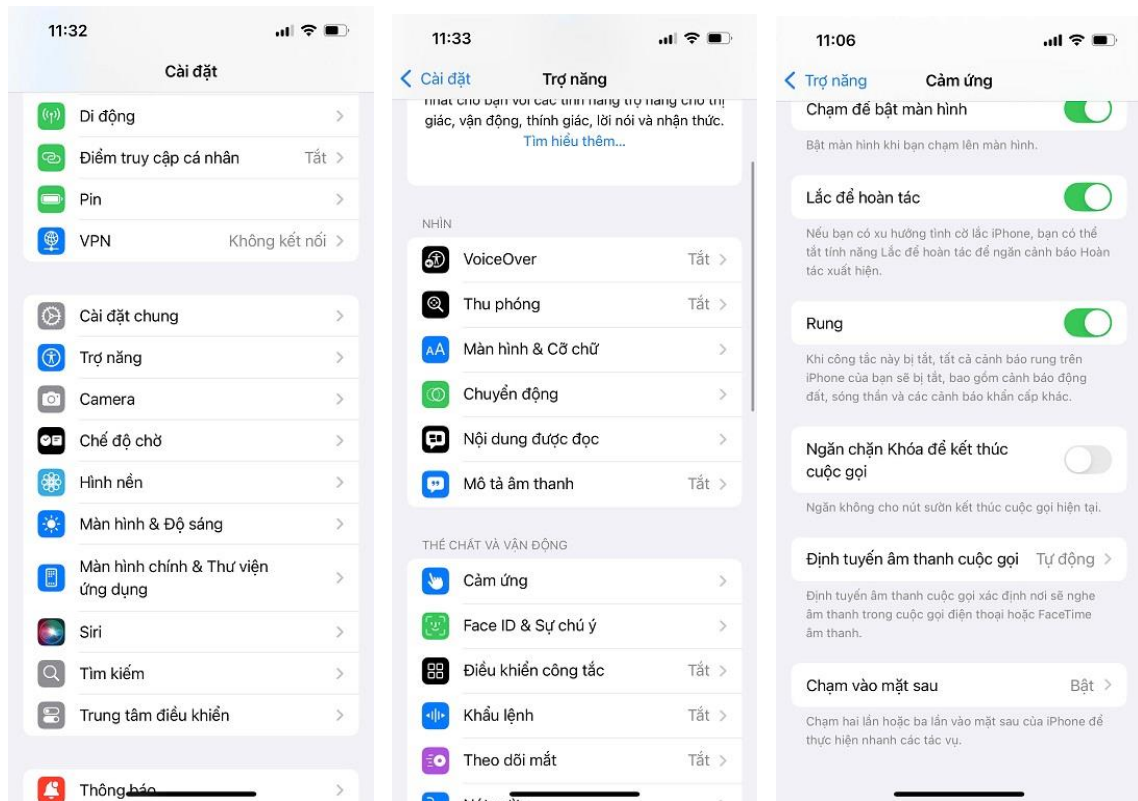 11:32
Cài đặt
Di động
Điểm truy cập cá nhân Tắt
Pin
VPN Không kết nối
Cài đặt chung
Trợ năng
Camera
Chế độ chờ
Hình nền
Màn hình & Độ sáng
Màn hình chính & Thư viện
ứng dụng
Siri
Tìm kiếm
Trung tâm điều khiển
Thông báo
11:33
Cài đặt Trợ năng
nhất cho bạn với các tính năng trợ năng cho thị
giác, vận động, thính giác, lời nói và nhận thức.
Tìm hiểu thêm...
NHÌN
VoiceOver Tắt
Thu phóng Tắt
AA Màn hình & Cỡ chữ
Chuyển động
Nội dung được đọc
Mô tả âm thanh Tắt
THỂ CHẤT VÀ VẬN ĐỘNG
Cảm ứng
Face ID & Sự chú ý
Điều khiển công tắc Tắt
Khẩu lệnh Tắt
Theo dõi mắt Tắt
11:06
Trợ năng Cảm ứng
Chạm để bật màn hình
Bật màn hình khi bạn chạm lên màn hình.
Lắc để hoàn tác
Nếu bạn có xu hướng tình cờ lắc iPhone, bạn có thể
tắt tính năng Lắc để hoàn tác để ngăn cảnh báo Hoàn
tác xuất hiện.
Rung
Khi công tắc này bị tắt, tất cả cảnh báo rung trên
iPhone của bạn sẽ bị tắt, bao gồm cảnh báo động
đất, sóng thần và các cảnh báo khẩn cấp khác.
Ngăn chặn Khóa để kết thúc
cuộc gọi
Ngăn không cho nút sườn kết thúc cuộc gọi hiện tại.
Định tuyến âm thanh cuộc gọi Tự động
Định tuyến âm thanh cuộc gọi xác định nơi sẽ nghe
âm thanh trong cuộc gọi điện thoại hoặc FaceTime
âm thanh.
Chạm vào mặt sau Bật
Chạm hai lần hoặc ba lần vào mặt sau của iPhone để
thực hiện nhanh các tác vụ.